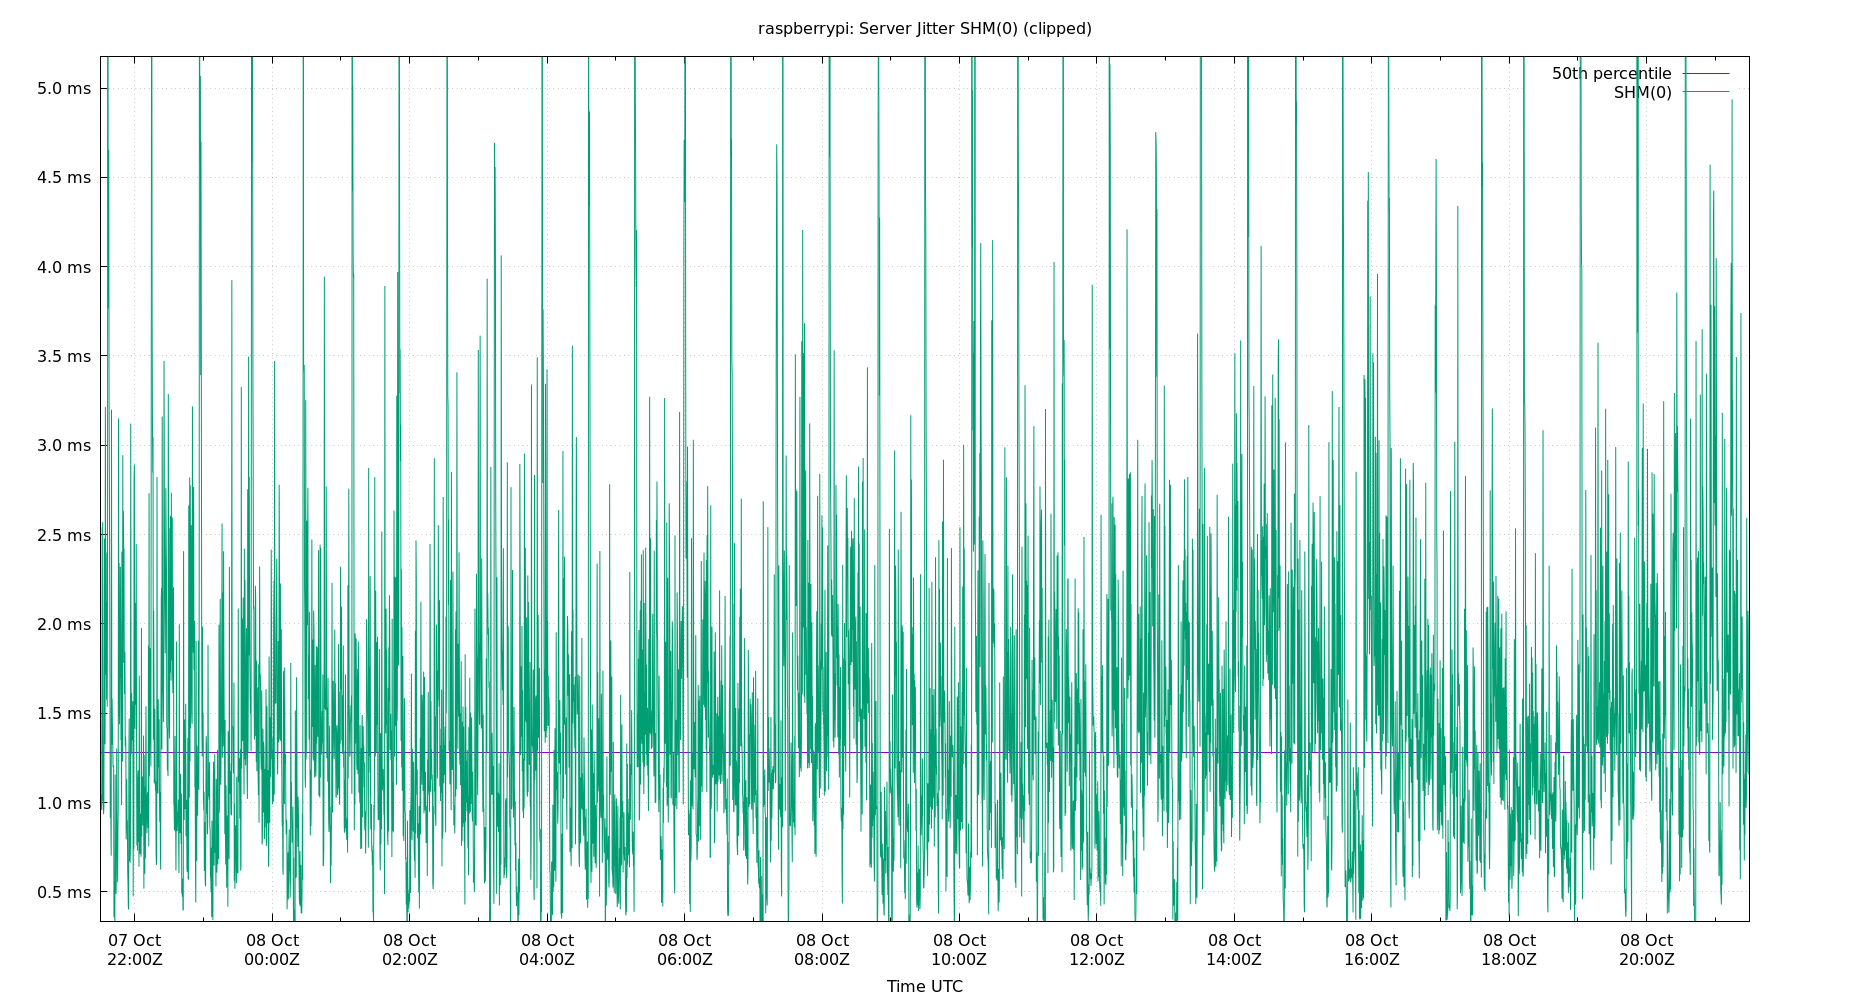 raspberrypi: Server Jitter SHM(0) (clipped)
50th percentile
SHM(0)
5.0 ms
4.5 ms
4.0 ms
3.5 ms
3.0 ms
2.5 ms
2.0 ms
1.5 ms
1.0 ms
0.5 ms
07 Oct 08 Oct 08 Oct 08 Oct 08 Oct 08 Oct 08 Oct 08 Oct 08 Oct 08 Oct 08 Oct 08 Oct
22:00Z 00:00Z 02:00Z 04:00Z 06:00Z 08:00Z 10:00Z 12:00Z 14:00Z 16:00Z 18:00Z 20:00Z
Time UTC